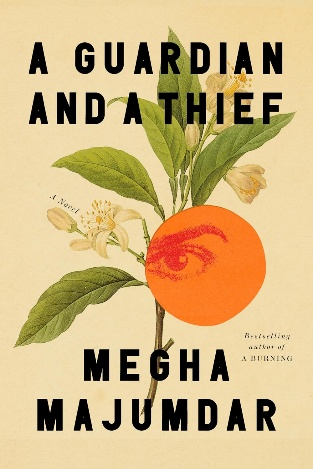 A GUARDIAN
AND A THIEF
A Novel
Bestselling
author of
A BURNING
MEGHA
MAJUMDAR